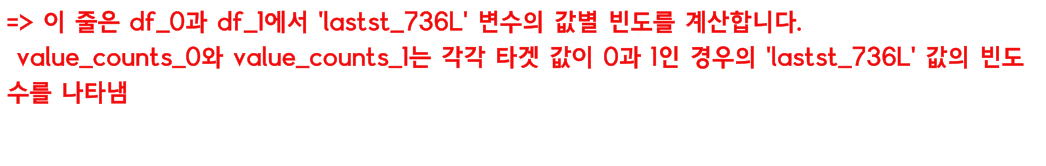 => 이 줄은 df_0과 df_1에서 'lastst_736L' 변수의 값별 빈도를 계산합니다.
value_counts_0와 value_counts_1는 각각 타겟 값이 0과 1인 경우의 'lastst_736L' 값의 빈도
수를 나타냄